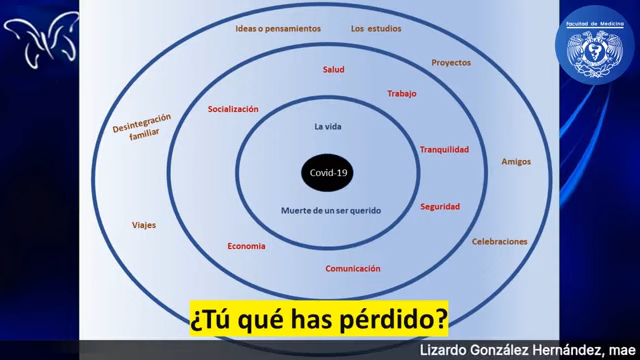 Ideas o pensamientos
Los estudios
Facultad de Medicina
Proyectos
Salud
Trabajo
Socialización
Desintegración
familiar
La vida
Tranquilidad
Amigos
Covid-19
Muerte de un ser querido
Seguridad
Viajes
Celebraciones
Economia
Comunicación
¿Tú qué has pérdido?
Lizardo González Hernández, mae